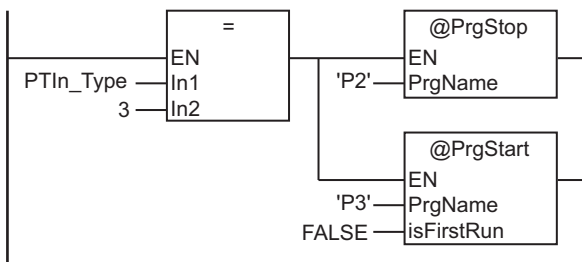 = @PrgStop
EN EN
PTIn_Type In1 'P2' PrgName
3 In2
@PrgStart
EN
'P3' PrgName
FALSE isFirstRun